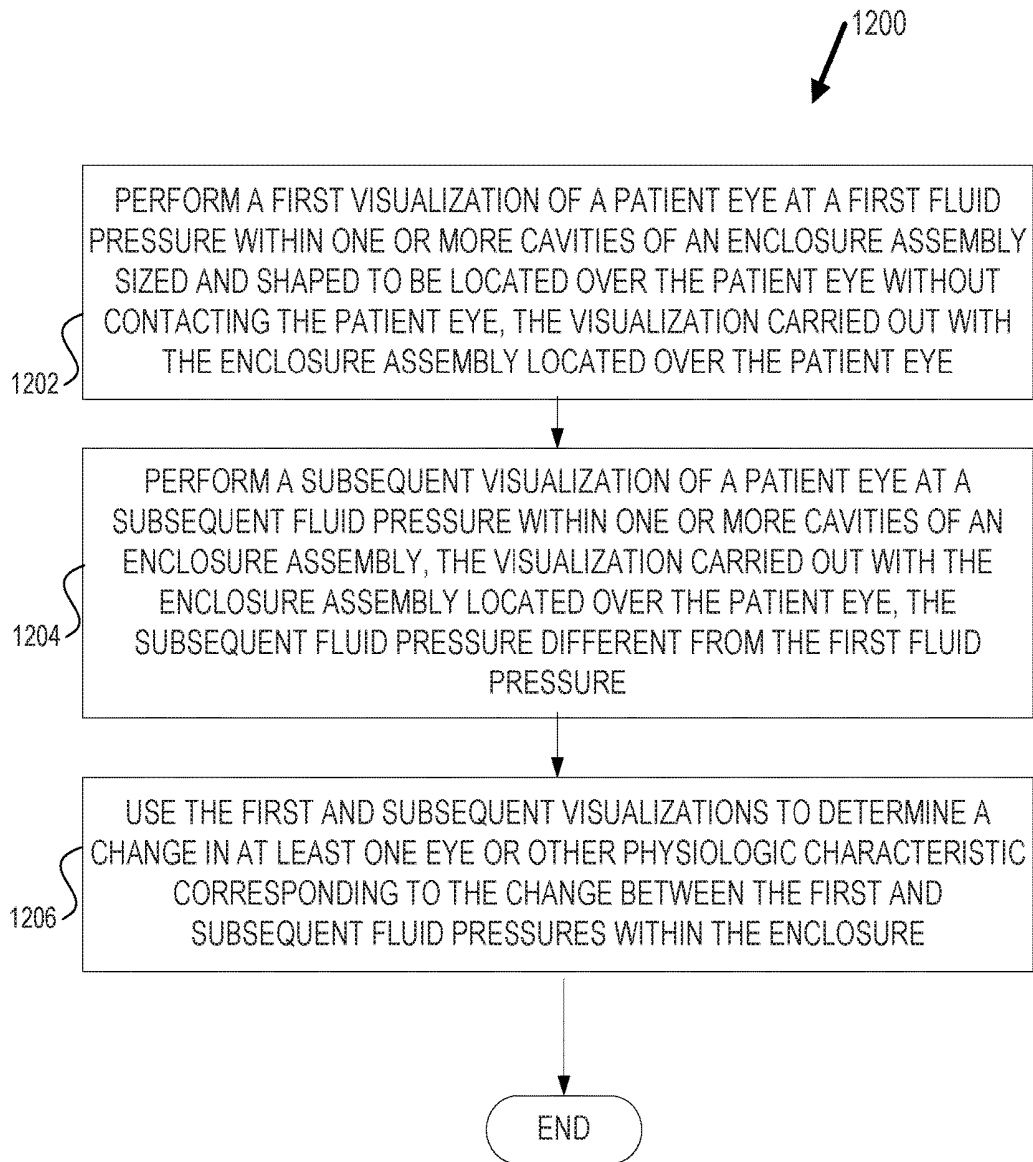 1200
PERFORM A FIRST VISUALIZATION OF A PATIENT EYE AT A FIRST FLUID
PRESSURE WITHIN ONE OR MORE CAVITIES OF AN ENCLOSURE ASSEMBLY
SIZED AND SHAPED TO BE LOCATED OVER THE PATIENT EYE WITHOUT
CONTACTING THE PATIENT EYE, THE VISUALIZATION CARRIED OUT WITH
THE ENCLOSURE ASSEMBLY LOCATED OVER THE PATIENT EYE
1202
PERFORM A SUBSEQUENT VISUALIZATION OF A PATIENT EYE AT A
SUBSEQUENT FLUID PRESSURE WITHIN ONE OR MORE CAVITIES OF AN
ENCLOSURE ASSEMBLY, THE VISUALIZATION CARRIED OUT WITH THE
ENCLOSURE ASSEMBLY LOCATED OVER THE PATIENT EYE, THE
SUBSEQUENT FLUID PRESSURE DIFFERENT FROM THE FIRST FLUID
PRESSURE
1204
USE THE FIRST AND SUBSEQUENT VISUALIZATIONS TO DETERMINE A
CHANGE IN AT LEAST ONE EYE OR OTHER PHYSIOLOGIC CHARACTERISTIC
CORRESPONDING TO THE CHANGE BETWEEN THE FIRST AND
SUBSEQUENT FLUID PRESSURES WITHIN THE ENCLOSURE
1206
END